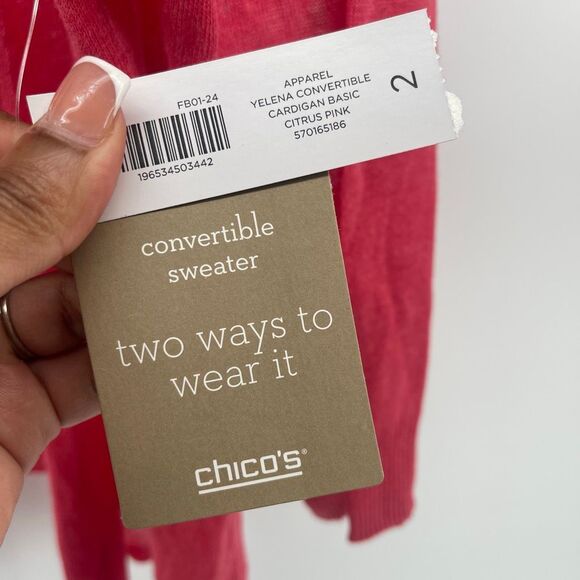 FB01-24
196534503442
APPAREL
YELENA CONVERTIBLE
CARDIGAN BASIC
CITRUS PINK
570165186
2
convertible
sweater
two ways to
wear it
chico's®